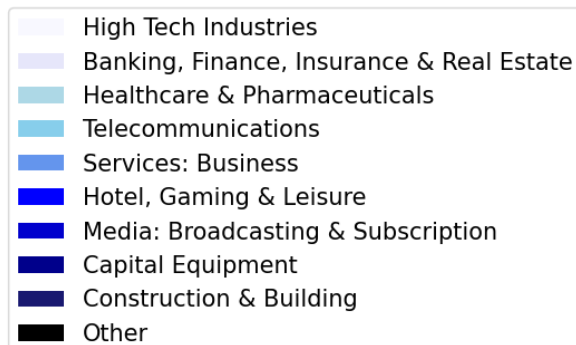 High Tech Industries
Banking, Finance, Insurance & Real Estate
Healthcare & Pharmaceuticals
Telecommunications
Services: Business
Hotel, Gaming & Leisure
Media: Broadcasting & Subscription
Capital Equipment
Construction & Building
Other